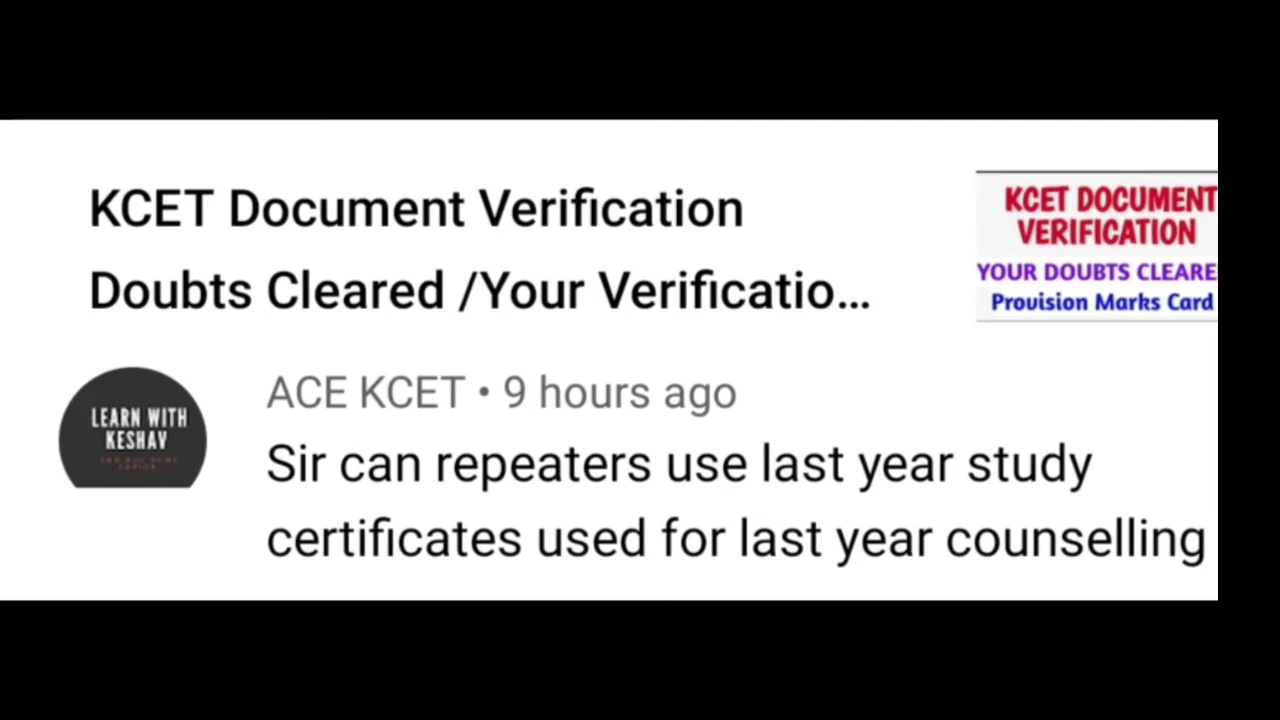 KCET Document Verification
Doubts Cleared /Your Verificatio...
KCET DOCUMENT
VERIFICATION
YOUR DOUBTS CLEARE
Provision Marks Card
LEARN WITH
KESHAV
ACE KCET • 9 hours ago
Sir can repeaters use last year study
certificates used for last year counselling